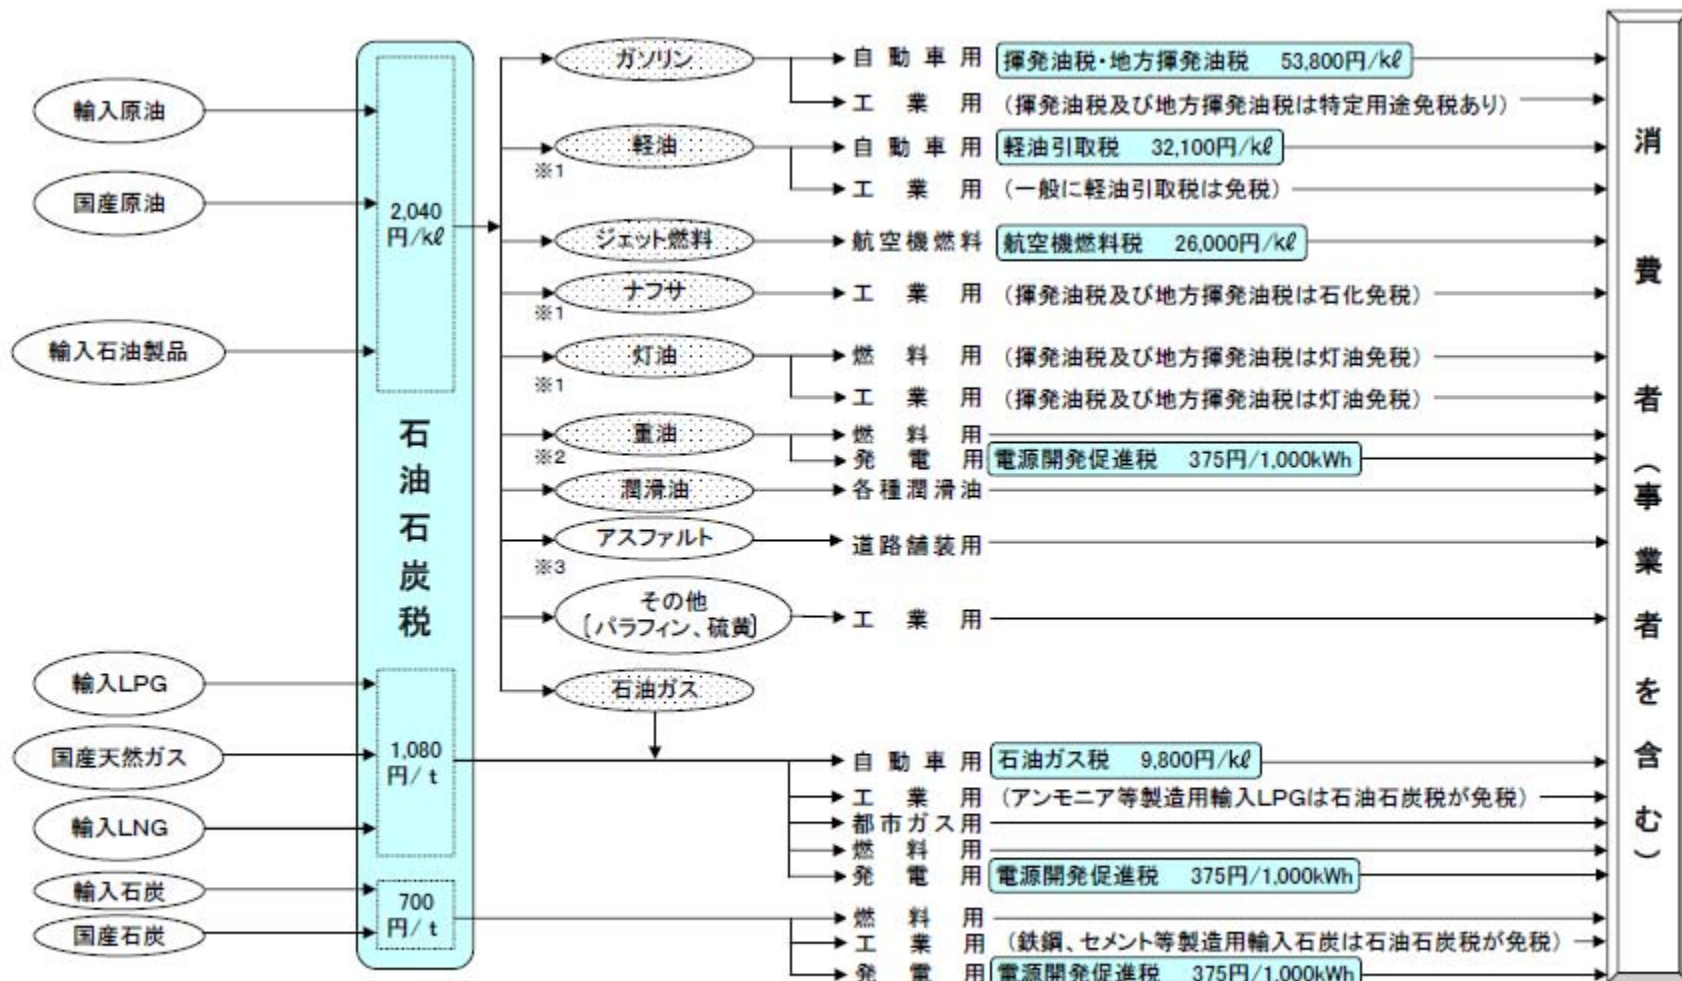 輸入原油
国産原油
輸入石油製品
輸入LPG
国産天然ガス
輸入LNG
輸入石炭
国産石炭
2,040
円/kℓ
石油石炭税
1,080
円/ｔ
700
円/ｔ
ガソリン
自動車用 揮発油税・地方揮発油税 53,800円/kℓ
工業用 (揮発油税及び地方揮発油税は特定用途免税あり)
軽油
※1
自動車用 軽油引取税 32,100円/kℓ
工業用 (一般に軽油引取税は免税)
ジェット燃料
航空機燃料 航空機燃料税 26,000円/kℓ
ナフサ
※1
工業用 (揮発油税及び地方揮発油税は石化免税)
灯油
※1
燃料用 (揮発油税及び地方揮発油税は灯油免税)
工業用 (揮発油税及び地方揮発油税は灯油免税)
重油
※2
燃料用
発電用 電源開発促進税 375円/1,000kWh
潤滑油
各種潤滑油
アスファルト
※3
道路舗装用
その他
[パラフィン、硫黄]
工業用
石油ガス
自動車用 石油ガス税 9,800円/kℓ
工業用 (アンモニア等製造用輸入LPGは石油石炭税が免税)
都市ガス用
燃料用
発電用 電源開発促進税 375円/1,000kWh
燃料用
工業用 (鉄鋼、セメント等製造用輸入石炭は石油石炭税が免税)
発電用 電源開発促進税 375円/1,000kWh
消費者(事業者を含む)